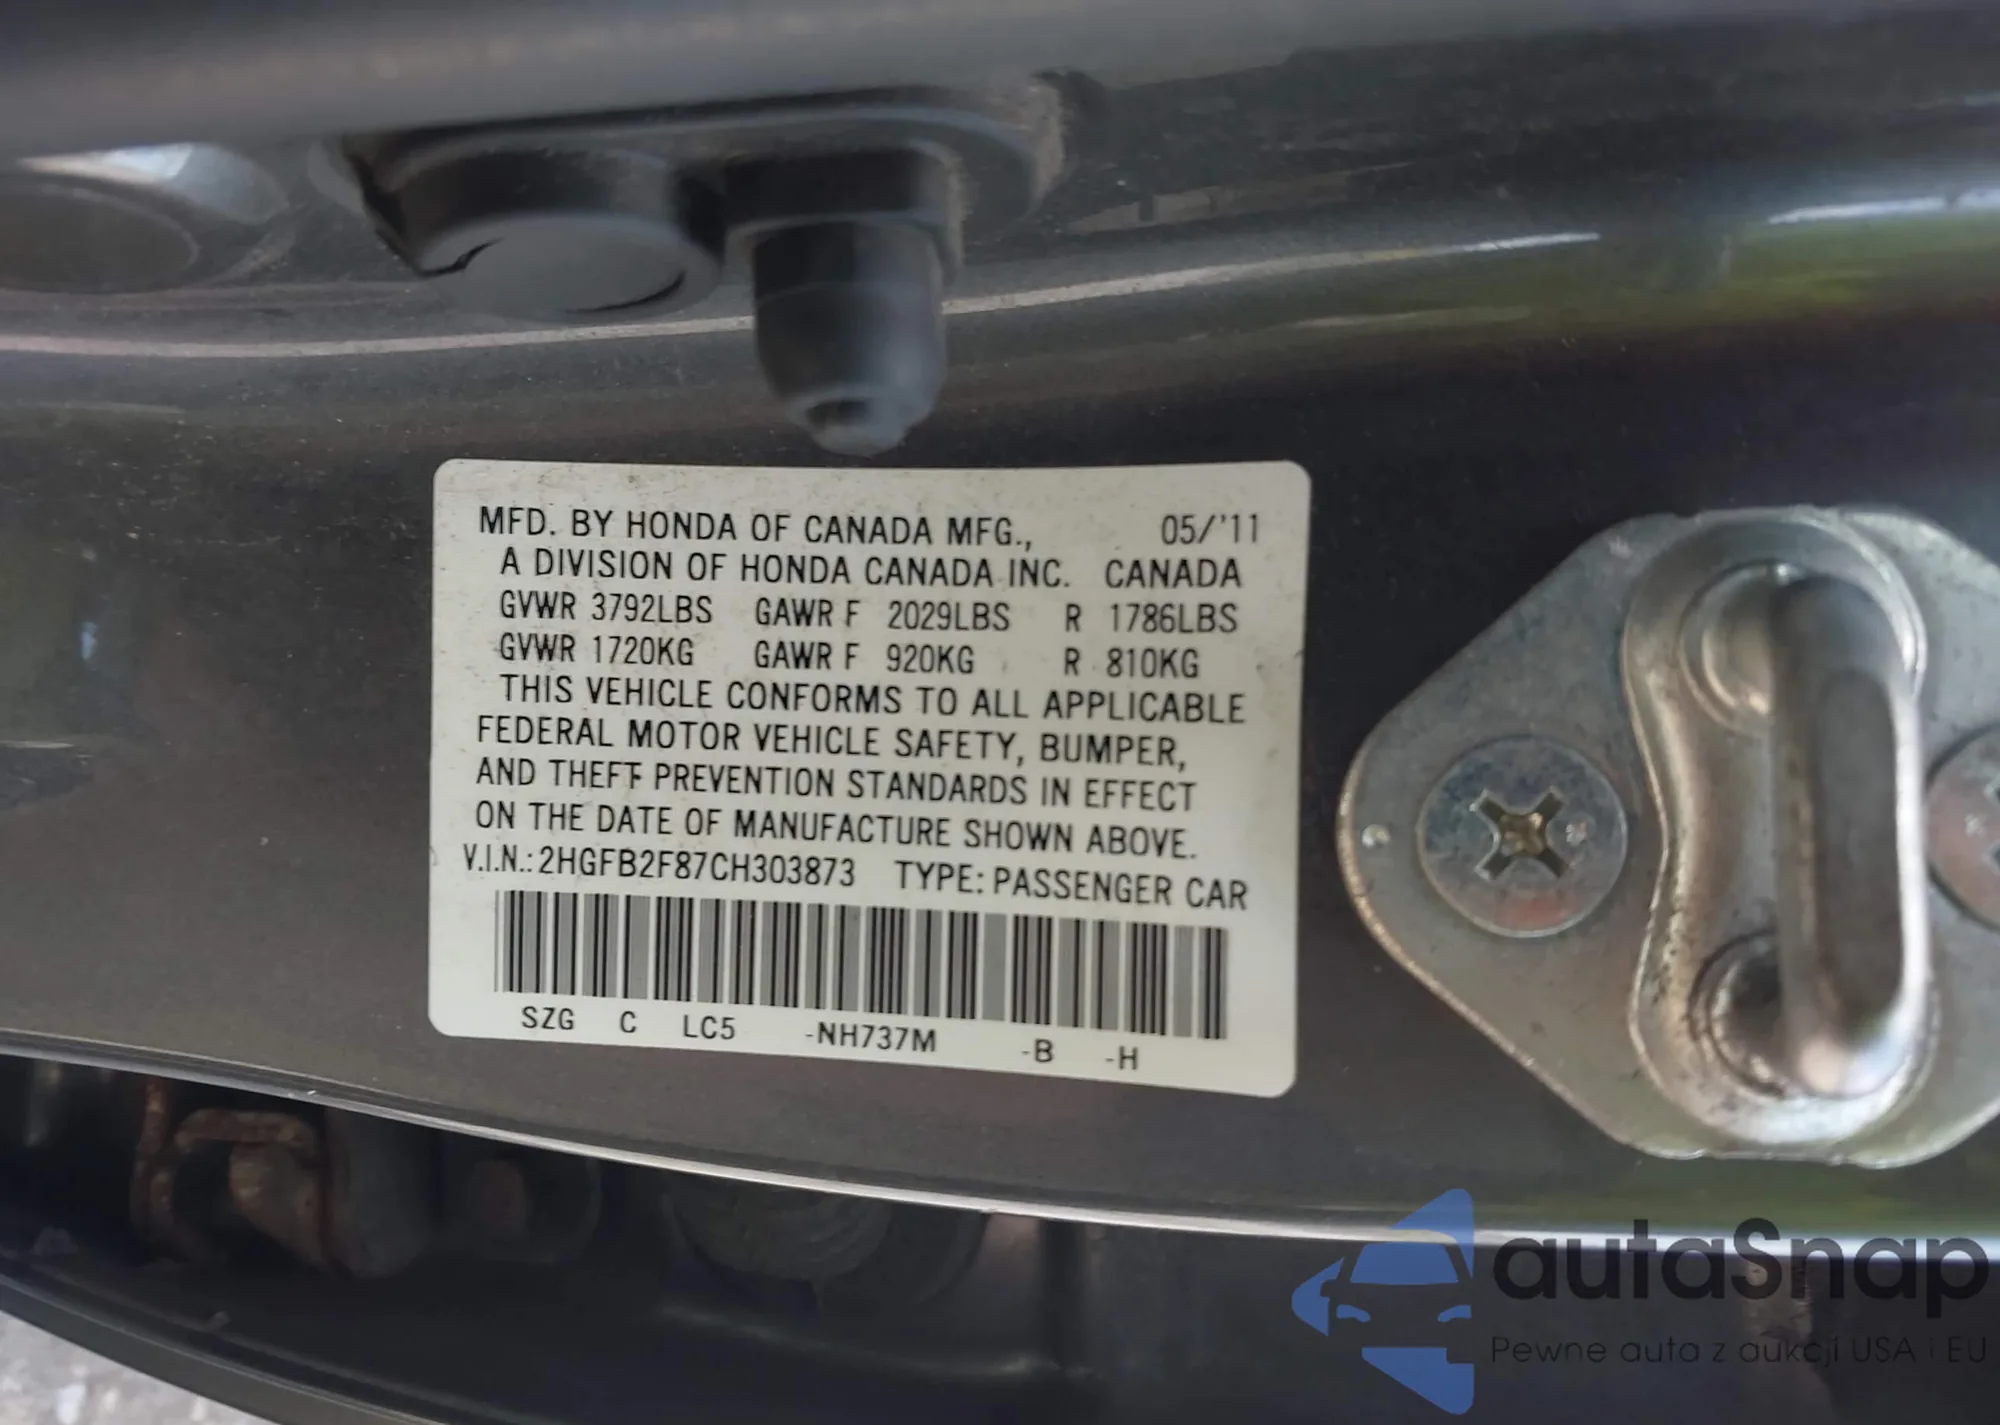 MFD. BY HONDA OF CANADA MFG., 05/'11
A DIVISION OF HONDA CANADA INC. CANADA
GVWR 3792LBS GAWR F 2029LBS R 1786LBS
GVWR 1720KG GAWR F 920KG R 810KG
THIS VEHICLE CONFORMS TO ALL APPLICABLE
FEDERAL MOTOR VEHICLE SAFETY, BUMPER,
AND THEFT PREVENTION STANDARDS IN EFFECT
ON THE DATE OF MANUFACTURE SHOWN ABOVE.
V.I.N.: 2HGFB2F87CH303873 TYPE: PASSENGER CAR
SZG C LC5 -NH737M -B -H
autaSnap
Pewne auta z aukcji USA i EU